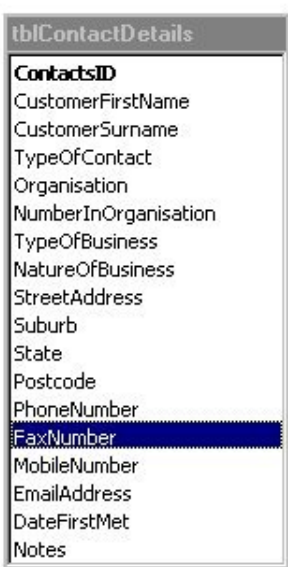 tblContactDetails
ContactsID
CustomerFirstName
CustomerSurname
TypeOfContact
Organisation
NumberInOrganisation
TypeOfBusiness
NatureOfBusiness
StreetAddress
Suburb
State
Postcode
PhoneNumber
FaxNumber
MobileNumber
EmailAddress
DateFirstMet
Notes